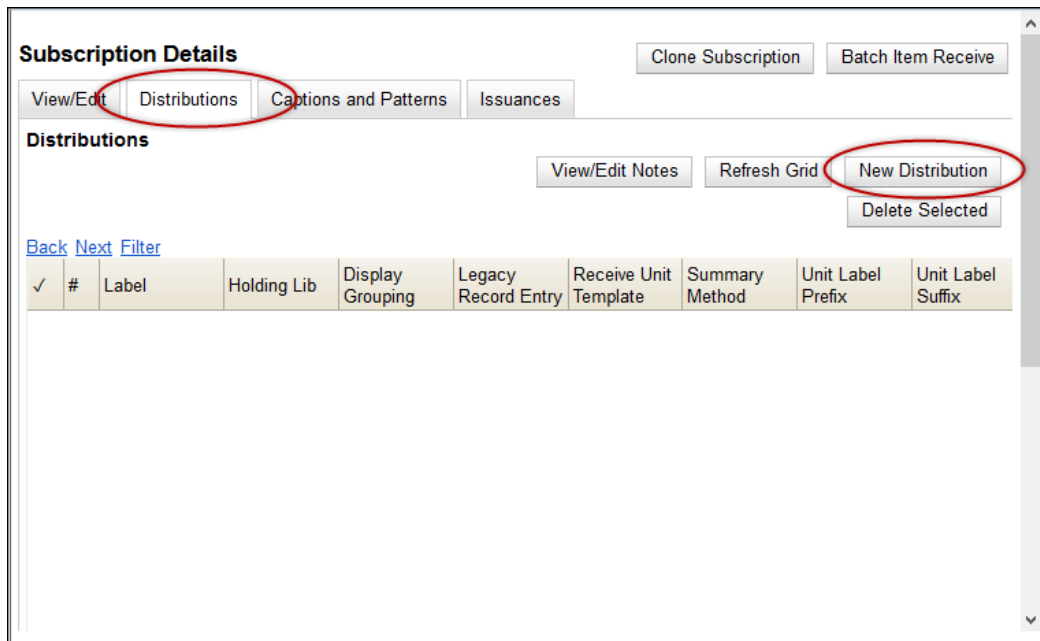 Subscription Details
Clone Subscription
Batch Item Receive
View/Edit
Distributions
Captions and Patterns
Issuances
Distributions
View/Edit Notes
Refresh Grid
New Distribution
Delete Selected
Back Next Filter
✓
#
Label
Holding Lib
Display
Grouping
Legacy
Record Entry
Receive Unit
Template
Summary
Method
Unit Label
Prefix
Unit Label
Suffix